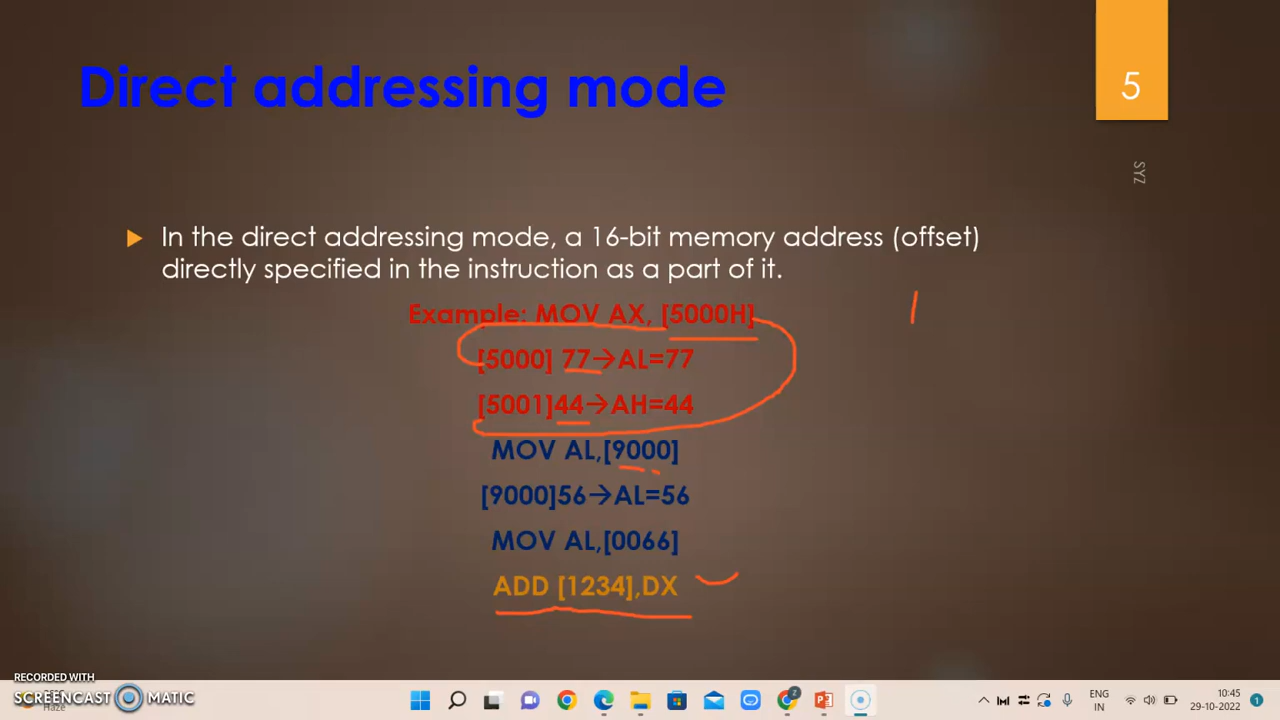 Direct addressing mode
5
SYZ
In the direct addressing mode, a 16-bit memory address (offset)
directly specified in the instruction as a part of it.
Example: MOV AX, [5000H]
[5000] 77→AL=77
[5001]44→AH=44
MOV AL,[9000]
[9000]56→AL=56
MOV AL,[0066]
ADD [1234],DX
RECORDED WITH
SCREENCAST MATIC
Haze
ENG
IN
10:45
29-10-2022
1